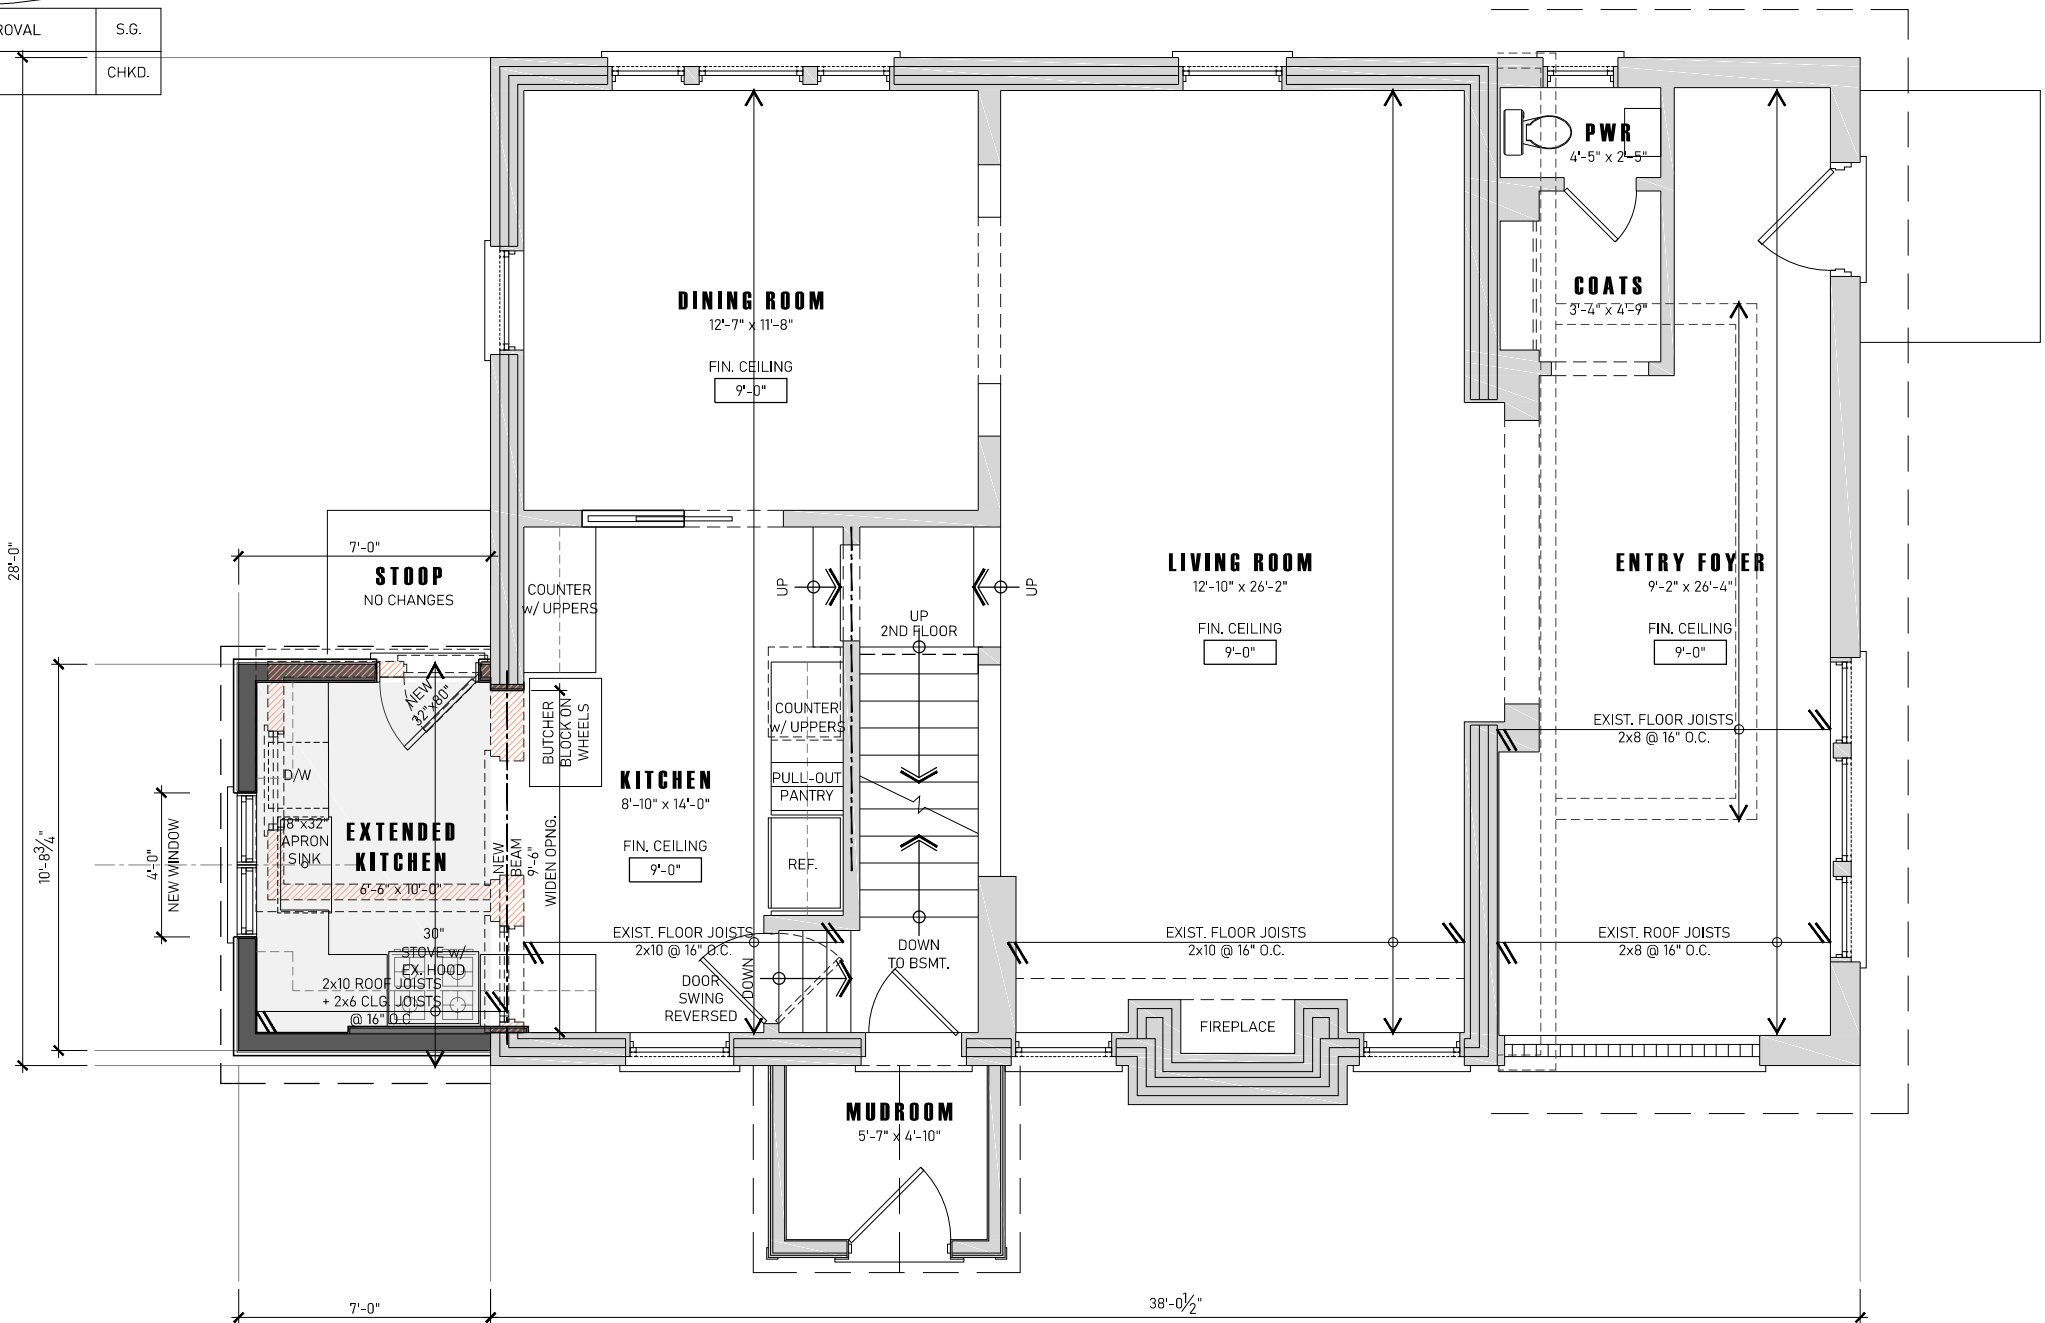 ROVAL
S.G.
CHKD.
PWR
4'-5" x 2'-5"
COATS
3'-4" x 4'-9"
DINING ROOM
12'-7" x 11'-8"
FIN. CEILING
9'-0"
28'-0"
7'-0"
STOOP
NO CHANGES
COUNTER
w/ UPPERS
UP
UP
UP
2ND FLOOR
LIVING ROOM
12'-10" x 26'-2"
FIN. CEILING
9'-0"
ENTRY FOYER
9'-2" x 26'-4"
FIN. CEILING
9'-0"
NEW
32"x80"
BUTCHER
BLOCK ON
WHEELS
COUNTER
w/ UPPERS
EXIST. FLOOR JOISTS
2x8 @ 16" O.C.
D/W
KITCHEN
8'-10" x 14'-0"
PULL-OUT
PANTRY
10'-8¾"
4'-0"
NEW WINDOW
18"x32"
APRON
SINK
EXTENDED
KITCHEN
6'-6" x 10'-0"
NEW
BEAM
9'-6"
WIDEN OPNG.
FIN. CEILING
9'-0"
REF.
30"
STOVE w/
EX. HOOD
2x10 ROOF JOISTS
+ 2x6 CLG. JOISTS
@ 16" O.C.
EXIST. FLOOR JOISTS
2x10 @ 16" O.C.
DOOR
SWING
REVERSED
DOWN
DOWN
TO BSMT.
EXIST. FLOOR JOISTS
2x10 @ 16" O.C.
EXIST. ROOF JOISTS
2x8 @ 16" O.C.
FIREPLACE
MUDROOM
5'-7" x 4'-10"
7'-0"
38'-0½"